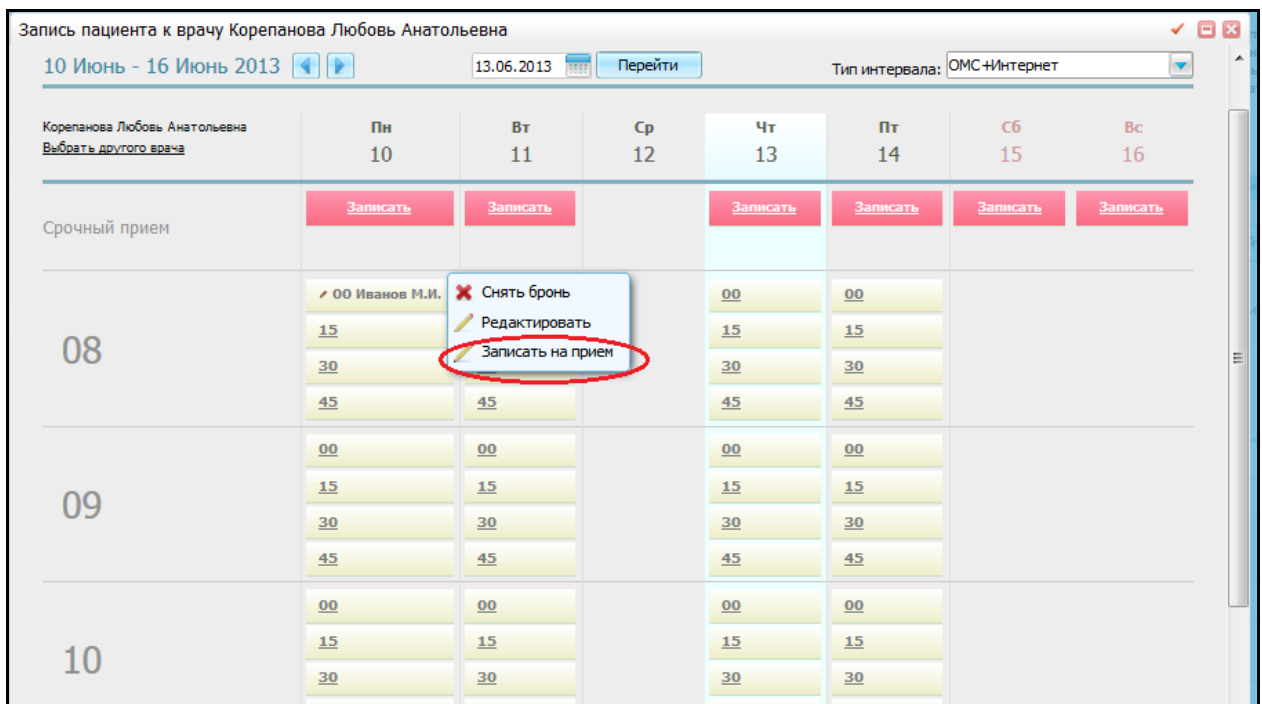 Запись пациента к врачу Корепанова Любовь Анатольевна
10 Июнь - 16 Июнь 2013 13.06.2013 Перейти Тип интервала: ОМС+Интернет
Корепанова Любовь Анатольевна
Выбрать другого врача
Пн Вт Ср Чт Пт Сб Вс
10 11 12 13 14 15 16
Срочный прием Записать Записать Записать Записать Записать Записать
08
00 Иванов М.И. Снять бронь 00 00
15 Редактировать 15 15
30 Записать на прием 30 30
45 45 45 45
09
00 00 00 00
15 15 15 15
30 30 30 30
45 45 45 45
10
00 00 00 00
15 15 15 15
30 30 30 30